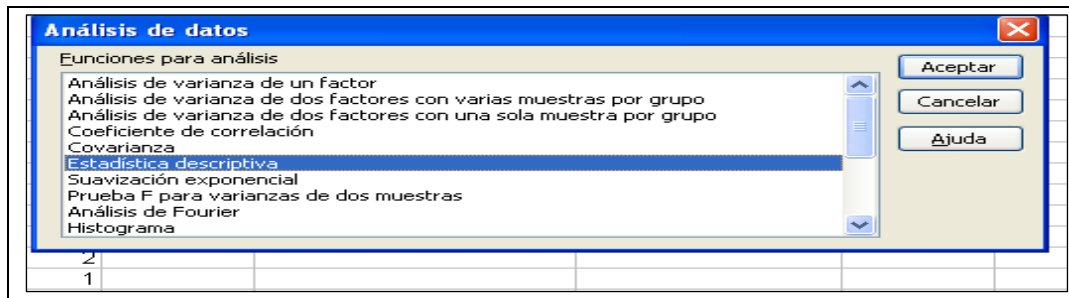 Análisis de datos
Funciones para análisis
Análisis de varianza de un factor
Análisis de varianza de dos factores con varias muestras por grupo
Análisis de varianza de dos factores con una sola muestra por grupo
Coeficiente de correlación
Covarianza
Estadística descriptiva
Suavización exponencial
Prueba F para varianzas de dos muestras
Análisis de Fourier
Histograma
Aceptar
Cancelar
Ajuda
2
1